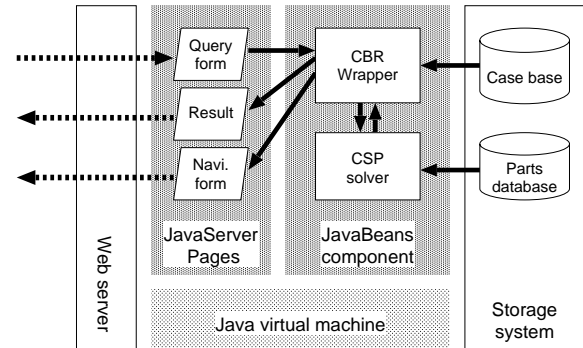 Query
form
Result
Navi.
form
CBR
Wrapper
CSP
solver
Case base
Parts
database
JavaServer
Pages
JavaBeans
component
Web server
Java virtual machine
Storage
system